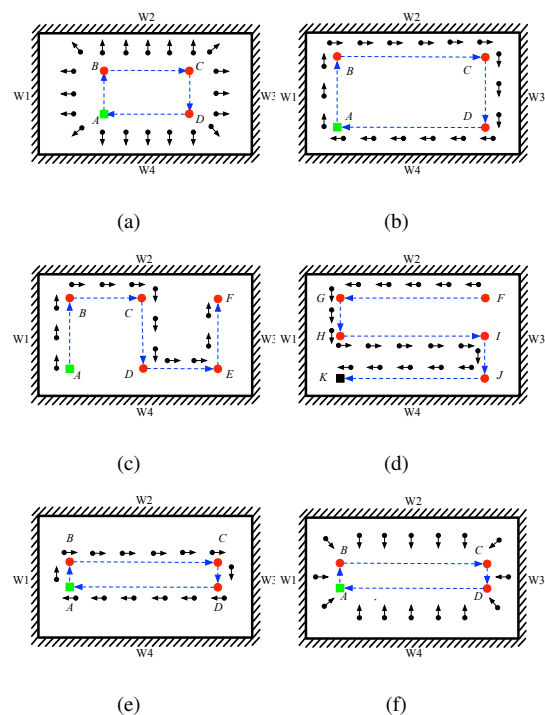 W2 W2
B C B C
W1 W3 W1 W3
A D A D
W4 W4
(a) (b)
W2 W2
B C F G F
W1 W3 W1 H I W3
A D E K J
W4 W4
(c) (d)
W2 W2
B C B C
W1 W3 W1 W3
A D A D
W4 W4
(e) (f)